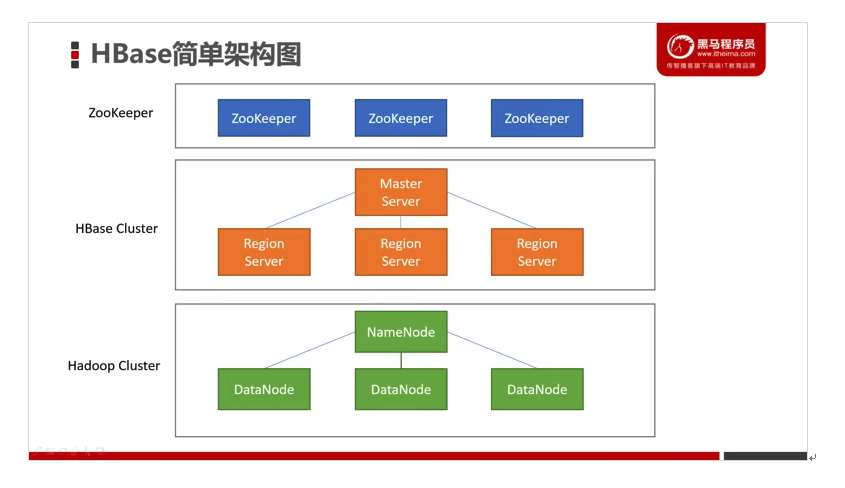 HBase简单架构图
黑马程序员
www.itheima.com
传智播客旗下高端IT教育品牌
ZooKeeper
ZooKeeper
ZooKeeper
ZooKeeper
HBase Cluster
Master
Server
Region
Server
Region
Server
Region
Server
Hadoop Cluster
NameNode
DataNode
DataNode
DataNode